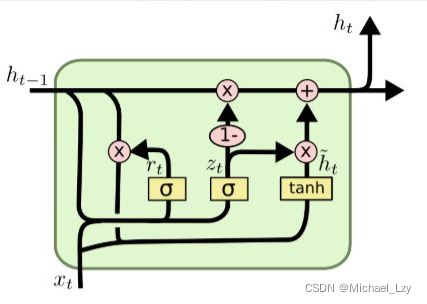 h_t
h_{t-1}
x
+
1-
x
r_t
z_t
x
h̃_t
σ
σ
tanh
x_t
CSDN @Michael_Lzy